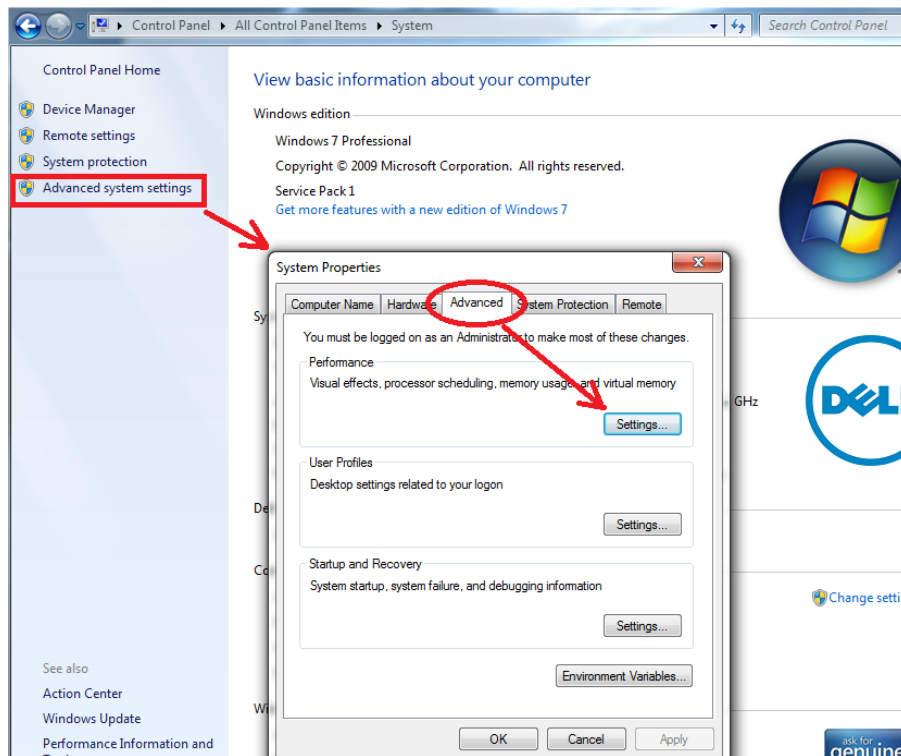 Control Panel ▸ All Control Panel Items ▸ System
Search Control Panel
Control Panel Home
Device Manager
Remote settings
System protection
Advanced system settings
See also
Action Center
Windows Update
Performance Information and
View basic information about your computer
Windows edition
Windows 7 Professional
Copyright © 2009 Microsoft Corporation. All rights reserved.
Service Pack 1
Get more features with a new edition of Windows 7
Sy
GHz
DELL
De
Co
Change setti
Wi
ask for
genuine
System Properties
Computer Name Hardware Advanced System Protection Remote
You must be logged on as an Administrator to make most of these changes.
Performance
Visual effects, processor scheduling, memory usage, and virtual memory
Settings...
User Profiles
Desktop settings related to your logon
Settings...
Startup and Recovery
System startup, system failure, and debugging information
Settings...
Environment Variables...
OK Cancel Apply